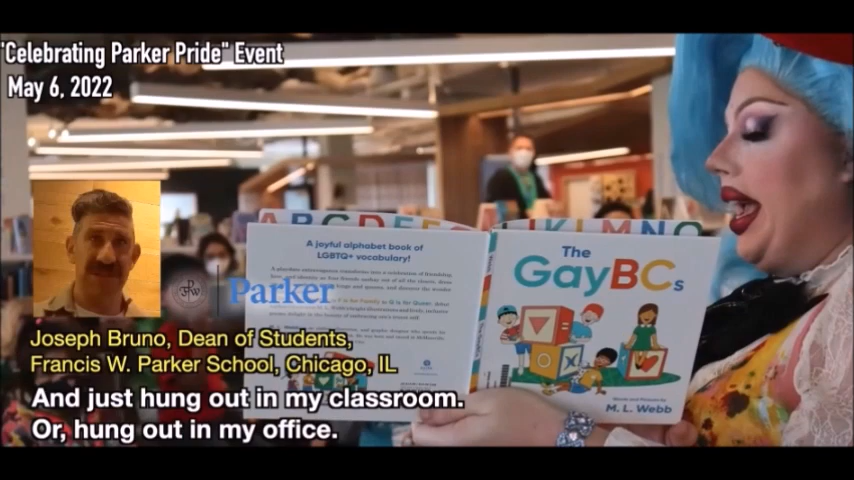 "Celebrating Parker Pride" Event
May 6, 2022
A B C D E F
K L M N O
A joyful alphabet book of
LGBTQ+ vocabulary!
The
GayBCs
M. L. Webb
Parker
Joseph Bruno, Dean of Students,
Francis W. Parker School, Chicago, IL
And just hung out in my classroom.
Or, hung out in my office.